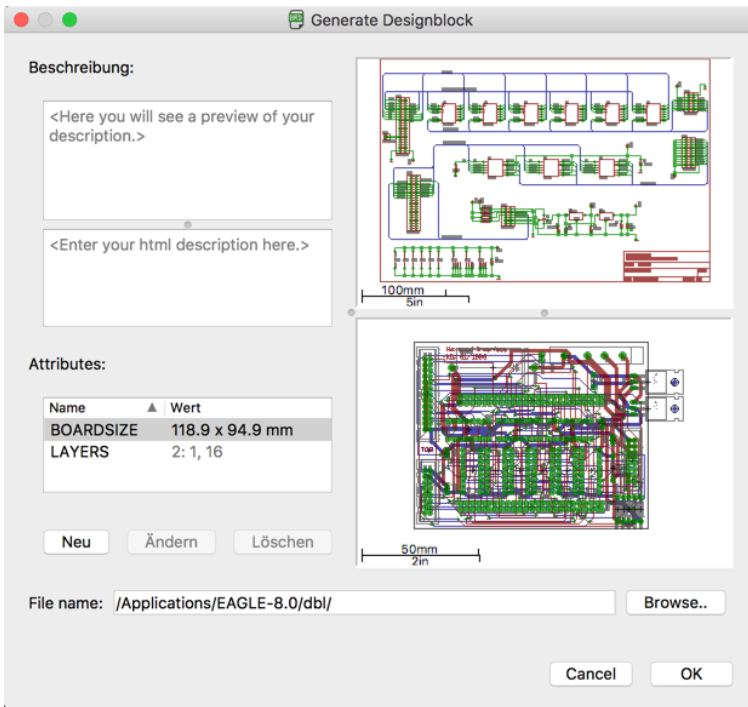 Generate Designblock
Beschreibung:
<Here you will see a preview of your
description.>
<Enter your html description here.>
Attributes:
Name Wert
BOARDSIZE 118.9 x 94.9 mm
LAYERS 2: 1, 16
Neu Ändern Löschen
100mm
5in
TOP
50mm
2in
File name: /Applications/EAGLE-8.0/dbl/ Browse..
Cancel OK